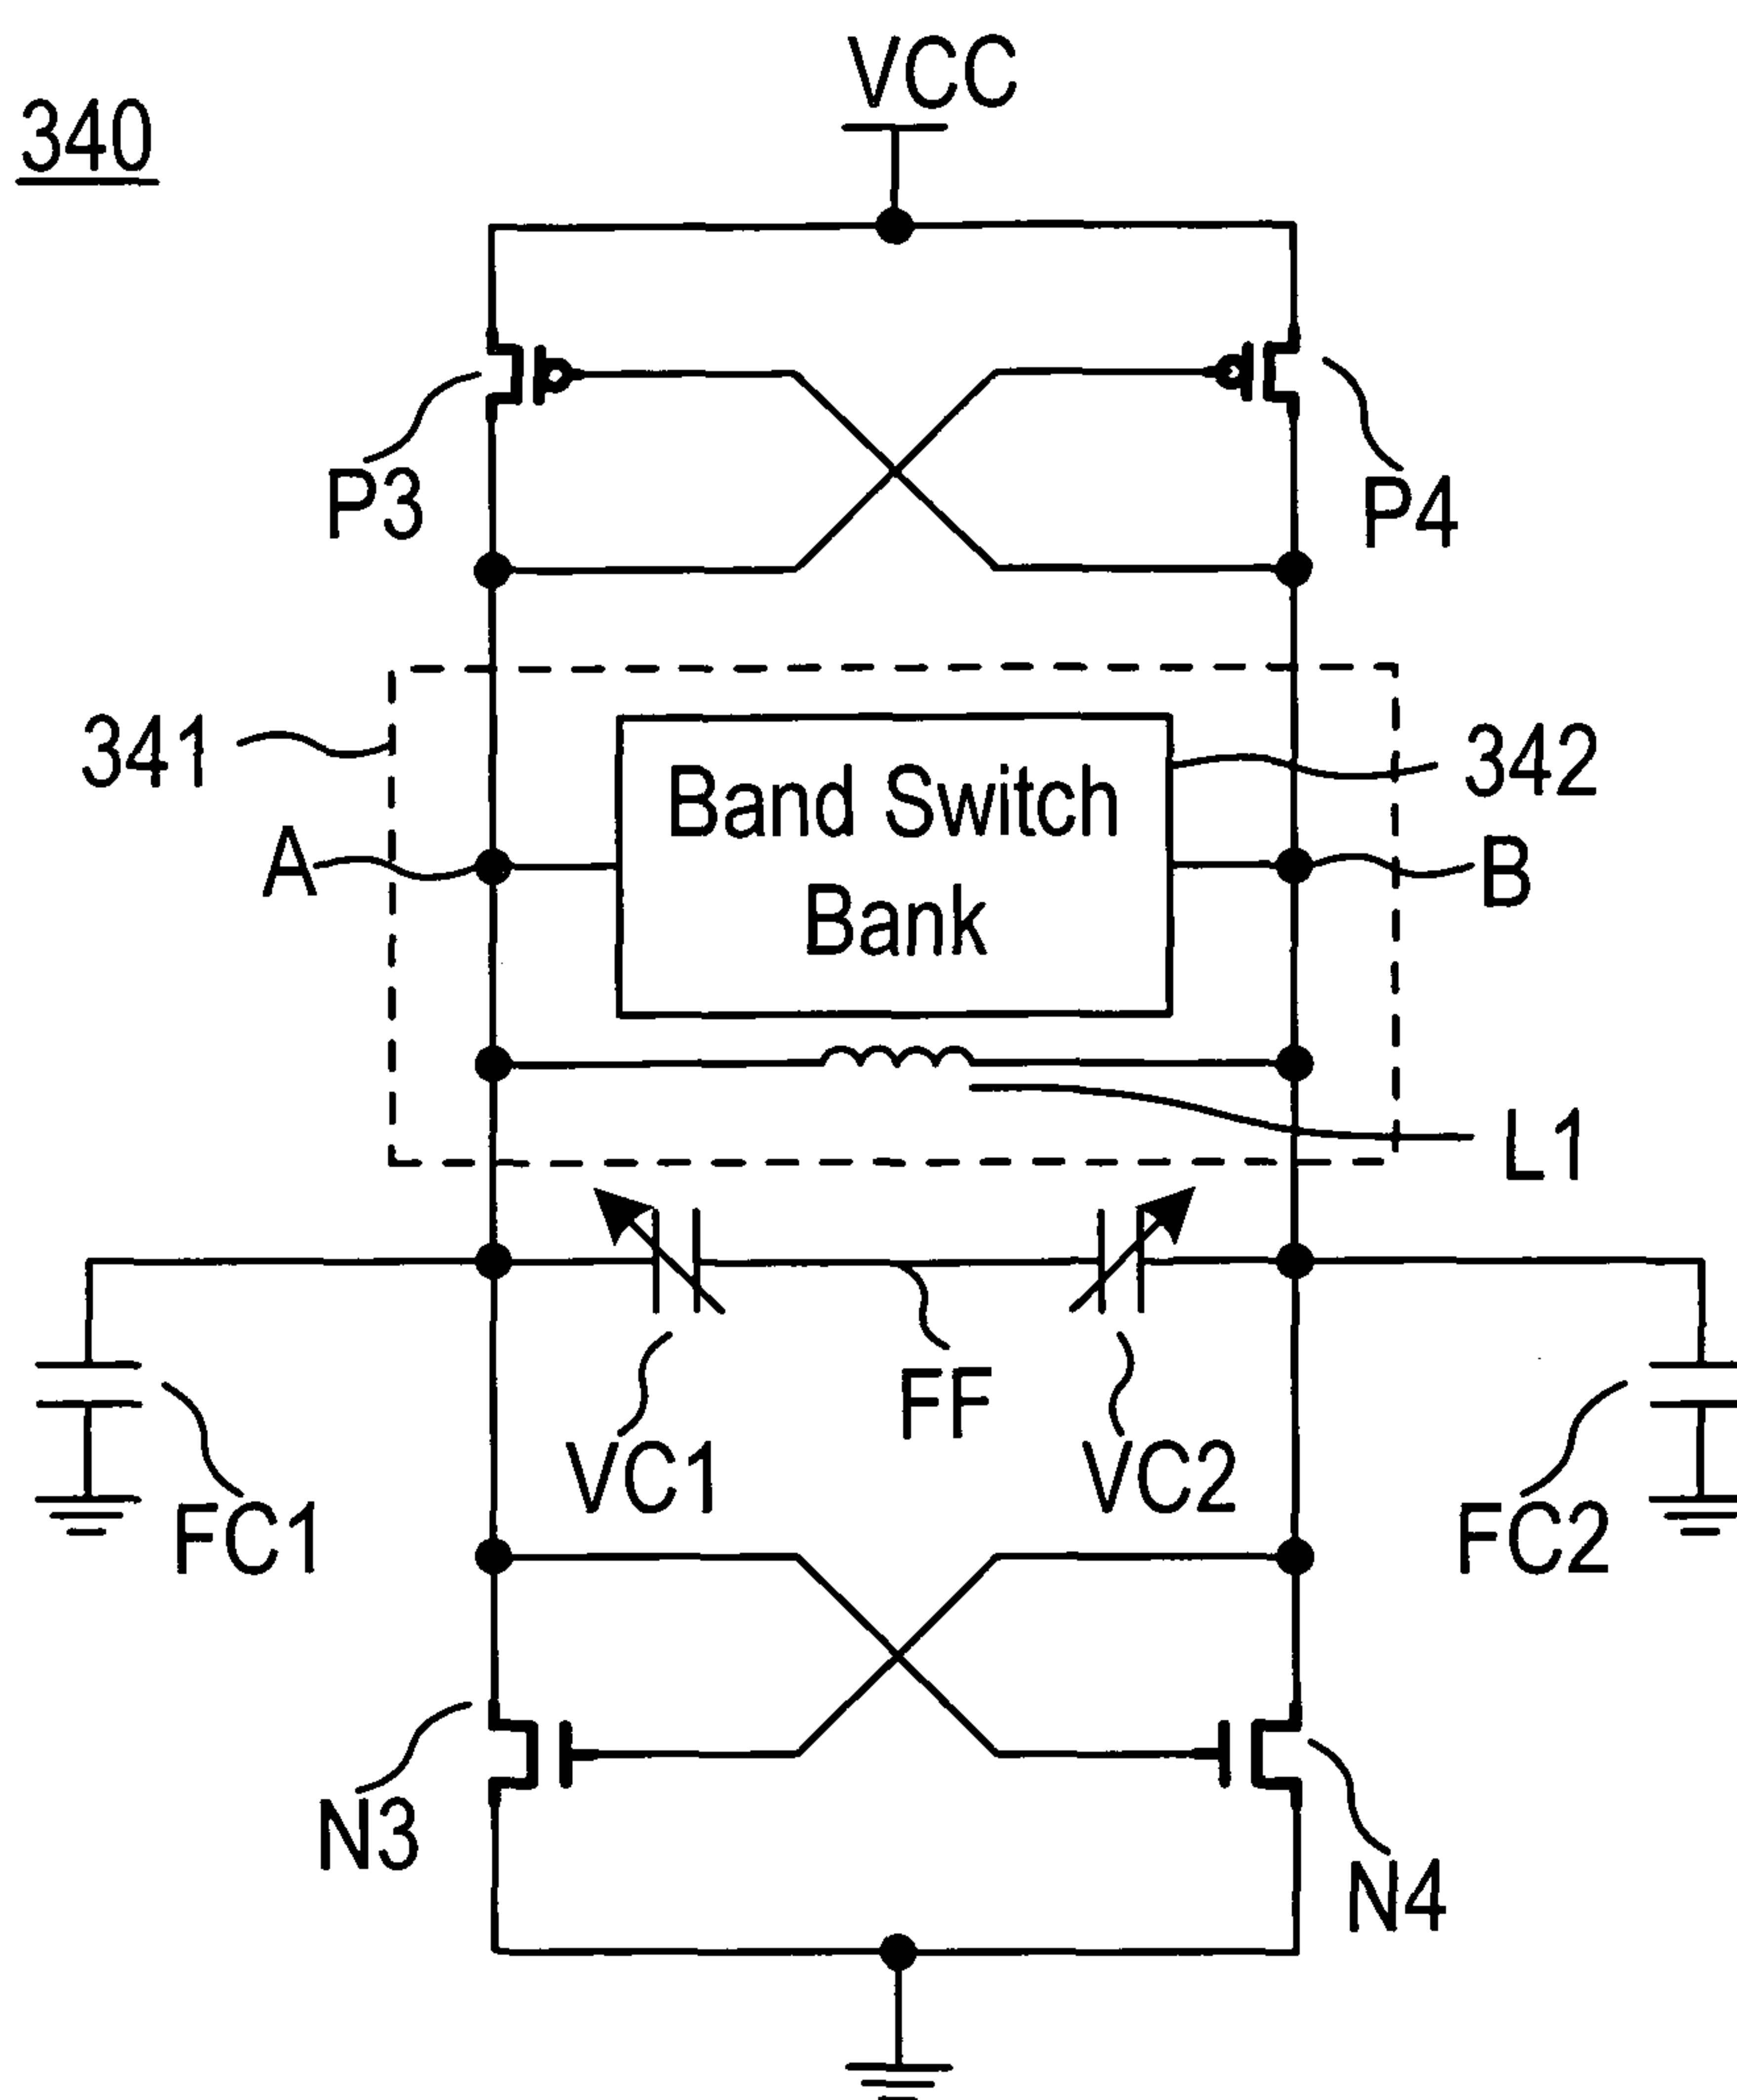 340
VCC
P3
P4
341
Band Switch
Bank
342
A
B
L1
FF
VC1
VC2
FC1
FC2
N3
N4